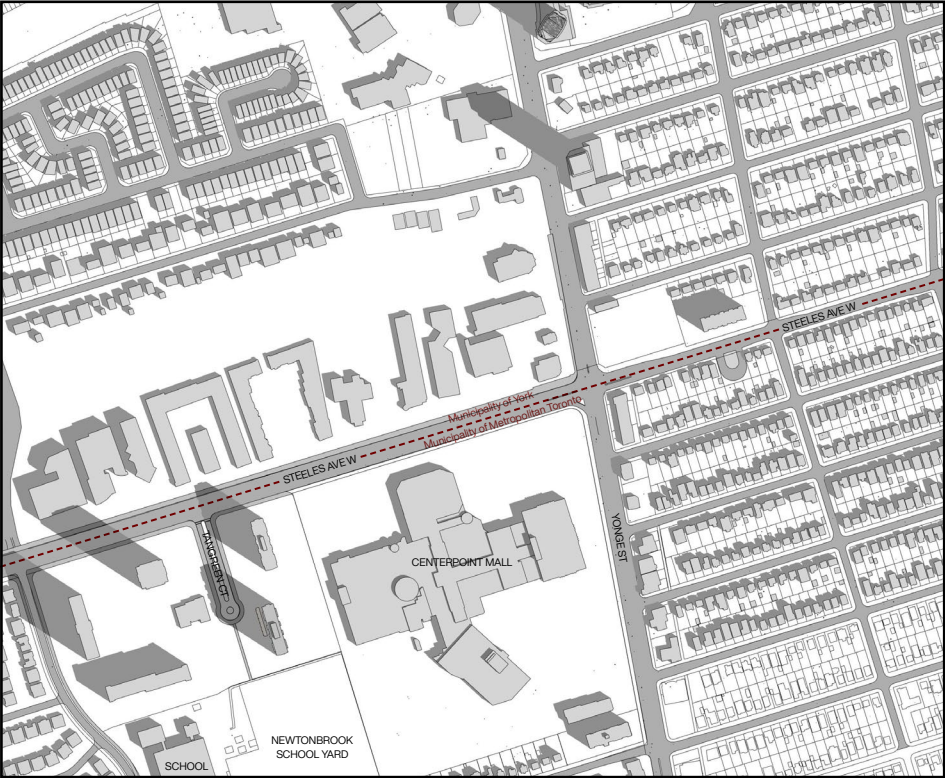 STEELES AVE W
Municipality of York
Municipality of Metropolitan Toronto
STEELES AVE W
TANGREEN CT
YONGE ST
CENTERPOINT MALL
NEWTONBROOK
SCHOOL YARD
SCHOOL